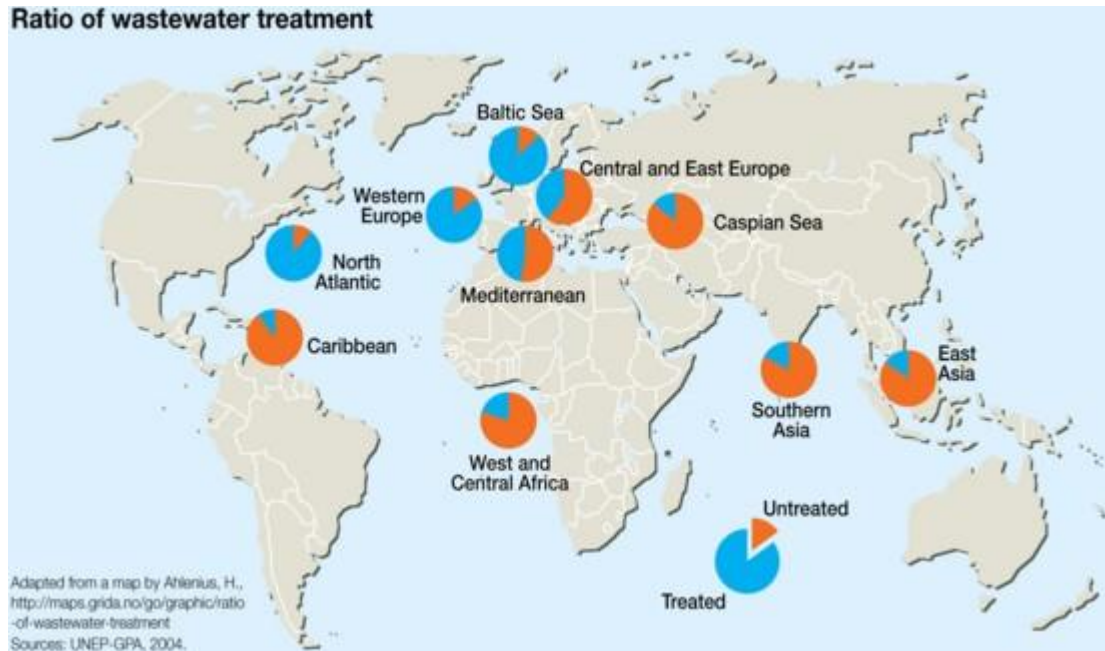 Ratio of wastewater treatment
Baltic Sea
Central and East Europe
Western
Europe
Caspian Sea
North
Atlantic
Mediterranean
Caribbean
East
Asia
Southern
Asia
West and
Central Africa
Untreated
Treated
Adapted from a map by Ahlenius, H.,
http://maps.grida.no/go/graphic/ratio
-of-wastewater-treatment
Sources: UNEP-GPA, 2004.